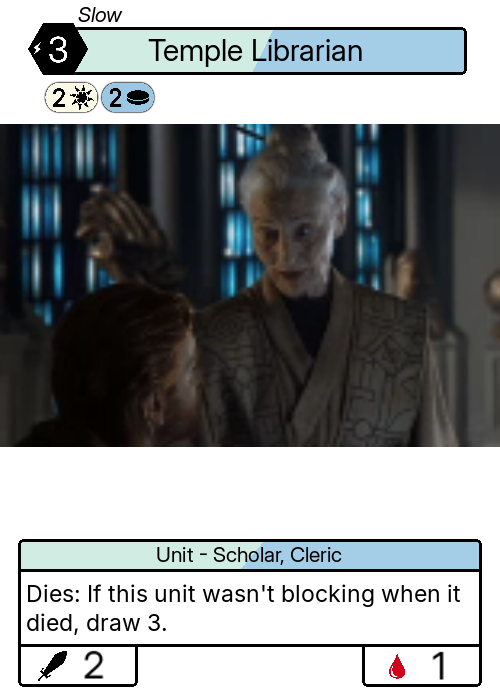 Slow
3 Temple Librarian
2 2
Unit - Scholar, Cleric
Dies: If this unit wasn't blocking when it
died, draw 3.
2 1